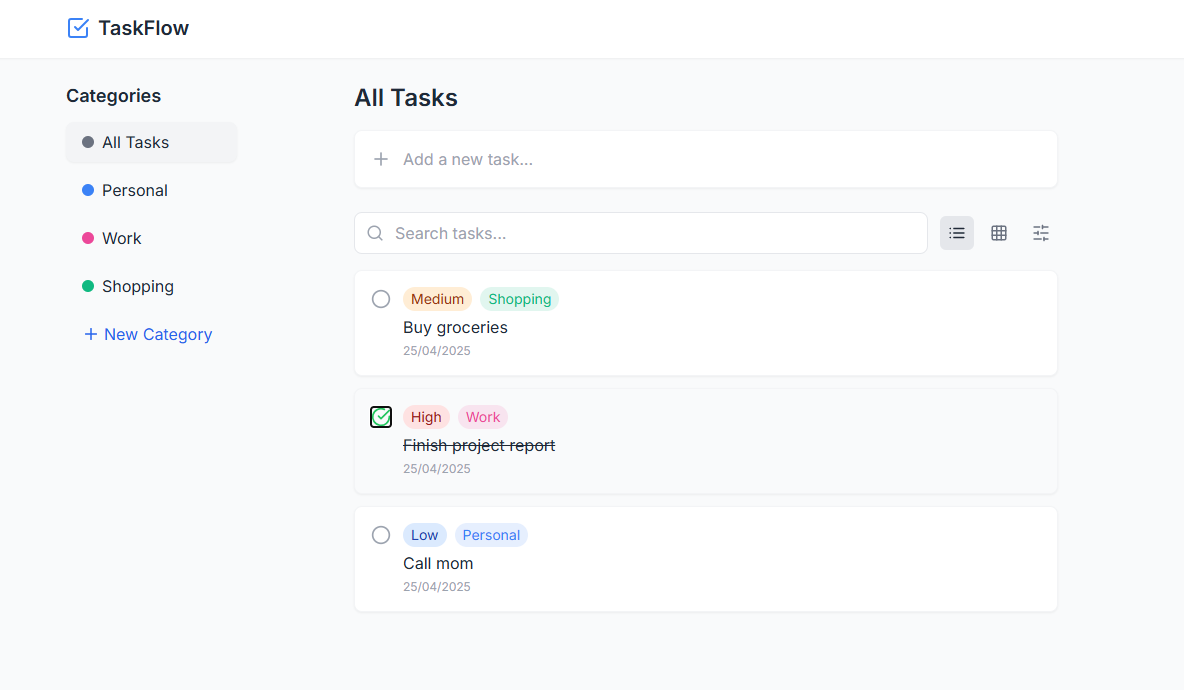 TaskFlow
Categories
All Tasks
Personal
Work
Shopping
+ New Category
All Tasks
Add a new task...
Search tasks...
Medium Shopping
Buy groceries
25/04/2025
High Work
Finish project report
25/04/2025
Low Personal
Call mom
25/04/2025